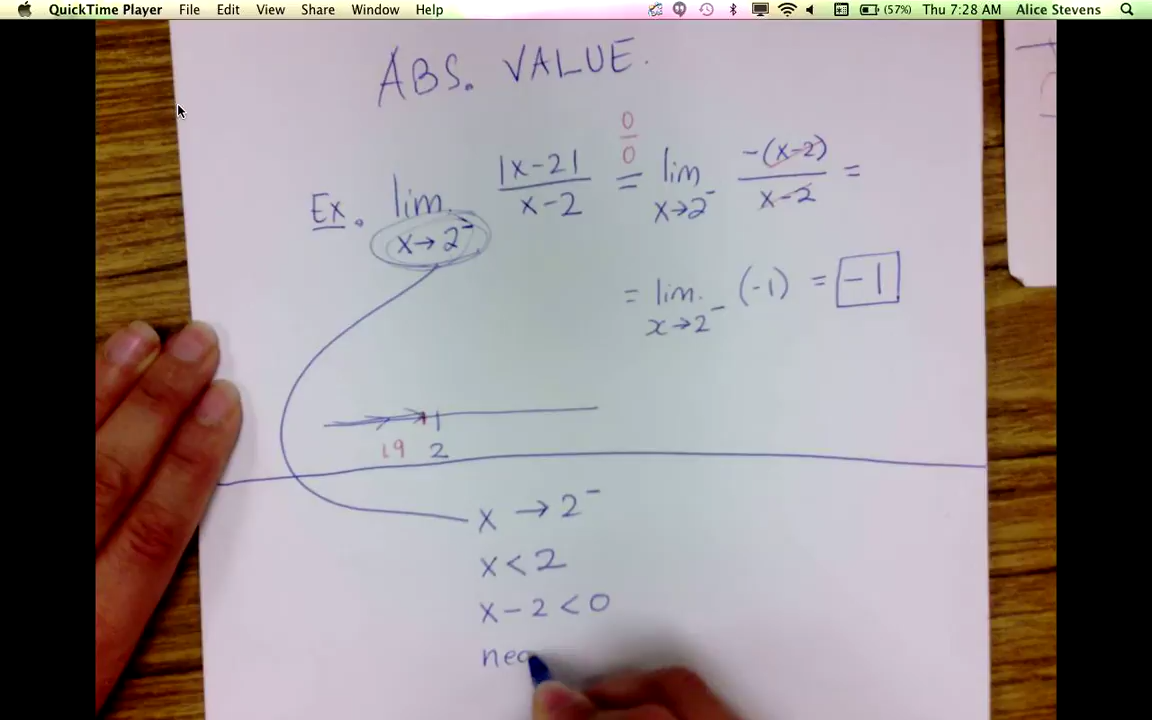 QuickTime Player File Edit View Share Window Help (57%) Thu 7:28 AM Alice Stevens
ABS. VALUE.
Ex. lim x→2⁻ |x-2|/x-2 = 0/0 lim x→2⁻ -(x-2)/x-2 =
= lim x→2⁻ (-1) = -1
1.9 2
x → 2⁻
x < 2
x - 2 < 0
neg